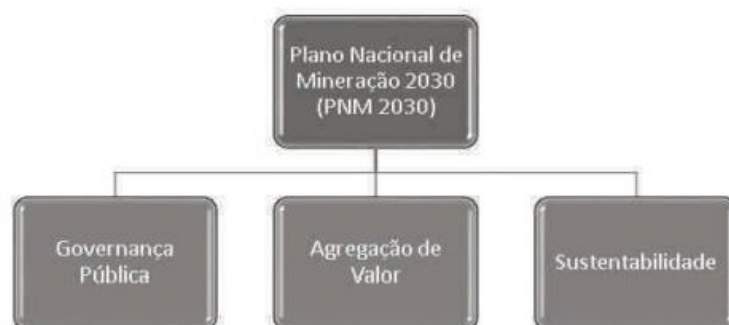 Plano Nacional de
Mineração 2030
(PNM 2030)
Governança
Pública
Agregação de
Valor
Sustentabilidade